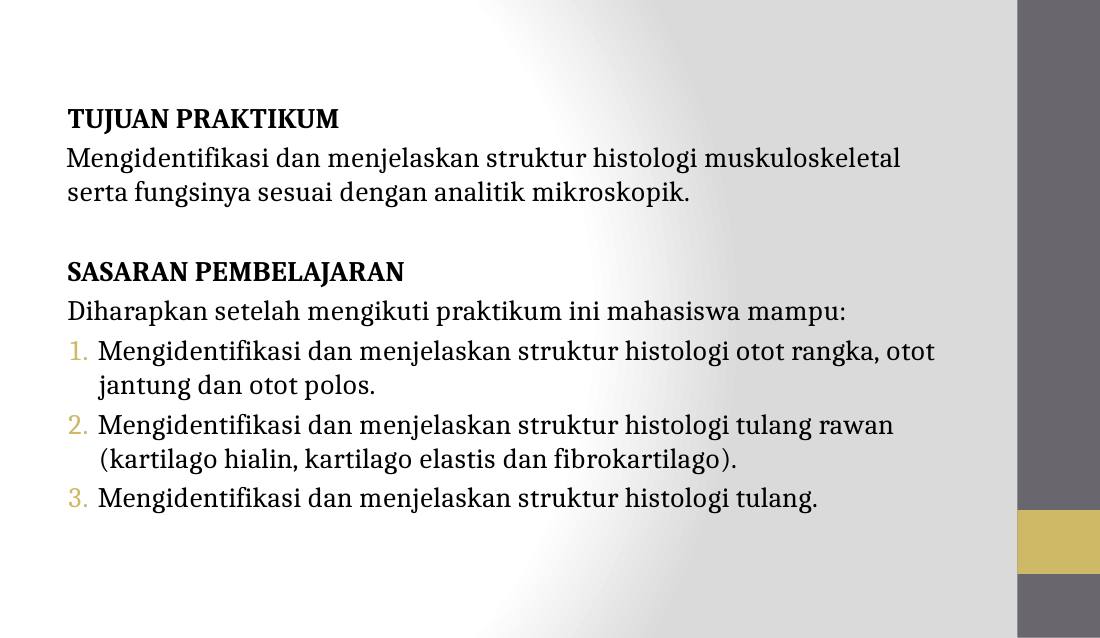 TUJUAN PRAKTIKUM
Mengidentifikasi dan menjelaskan struktur histologi muskuloskeletal
serta fungsinya sesuai dengan analitik mikroskopik.
SASARAN PEMBELAJARAN
Diharapkan setelah mengikuti praktikum ini mahasiswa mampu:
1. Mengidentifikasi dan menjelaskan struktur histologi otot rangka, otot
jantung dan otot polos.
2. Mengidentifikasi dan menjelaskan struktur histologi tulang rawan
(kartilago hialin, kartilago elastis dan fibrokartilago).
3. Mengidentifikasi dan menjelaskan struktur histologi tulang.